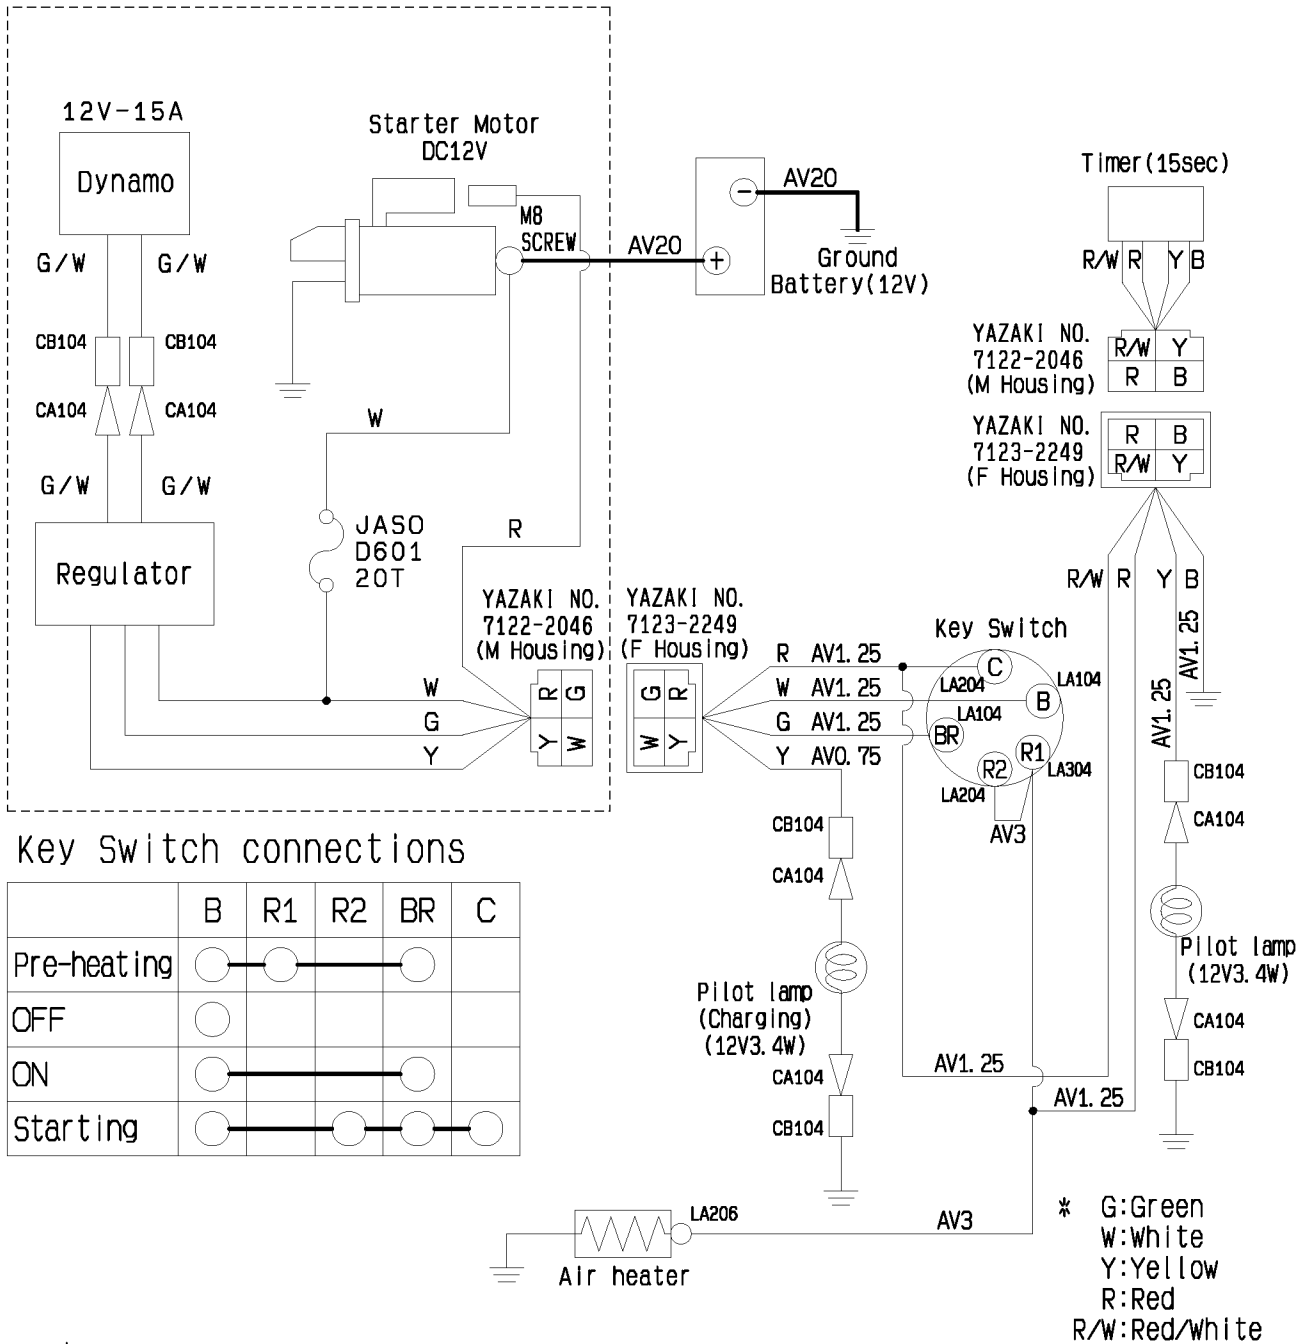 12V-15A
Dynamo
G/W
G/W
CB104
CB104
CA104
CA104
G/W
G/W
Regulator
Starter Motor
DC12V
M8
SCREW
AV20
W
JASO
D601
20T
R
AV20
Ground
Battery(12V)
-
+
YAZAKI NO.
7122-2046
(M Housing)
W
G
Y
R G
Y W
YAZAKI NO.
7123-2249
(F Housing)
G R
W Y
R AV1.25
W AV1.25
G AV1.25
Y AV0.75
Key Switch
C
LA204
LA104
B
LA104
BR
R1
R2
LA304
LA204
AV3
Timer(15sec)
R/W R Y B
YAZAKI NO.
7122-2046
(M Housing)
R/W Y
R B
YAZAKI NO.
7123-2249
(F Housing)
R B
R/W Y
R/W R Y B
AV1.25
AV1.25
CB104
CA104
Pilot lamp
(12V3.4W)
CA104
CB104
CB104
CA104
Pilot lamp
(Charging)
(12V3.4W)
CA104
CB104
AV1.25
AV1.25
LA206
AV3
Air heater
Key Switch connections
B R1 R2 BR C
Pre-heating
OFF
ON
Starting
* G:Green
W:White
Y:Yellow
R:Red
R/W:Red/White